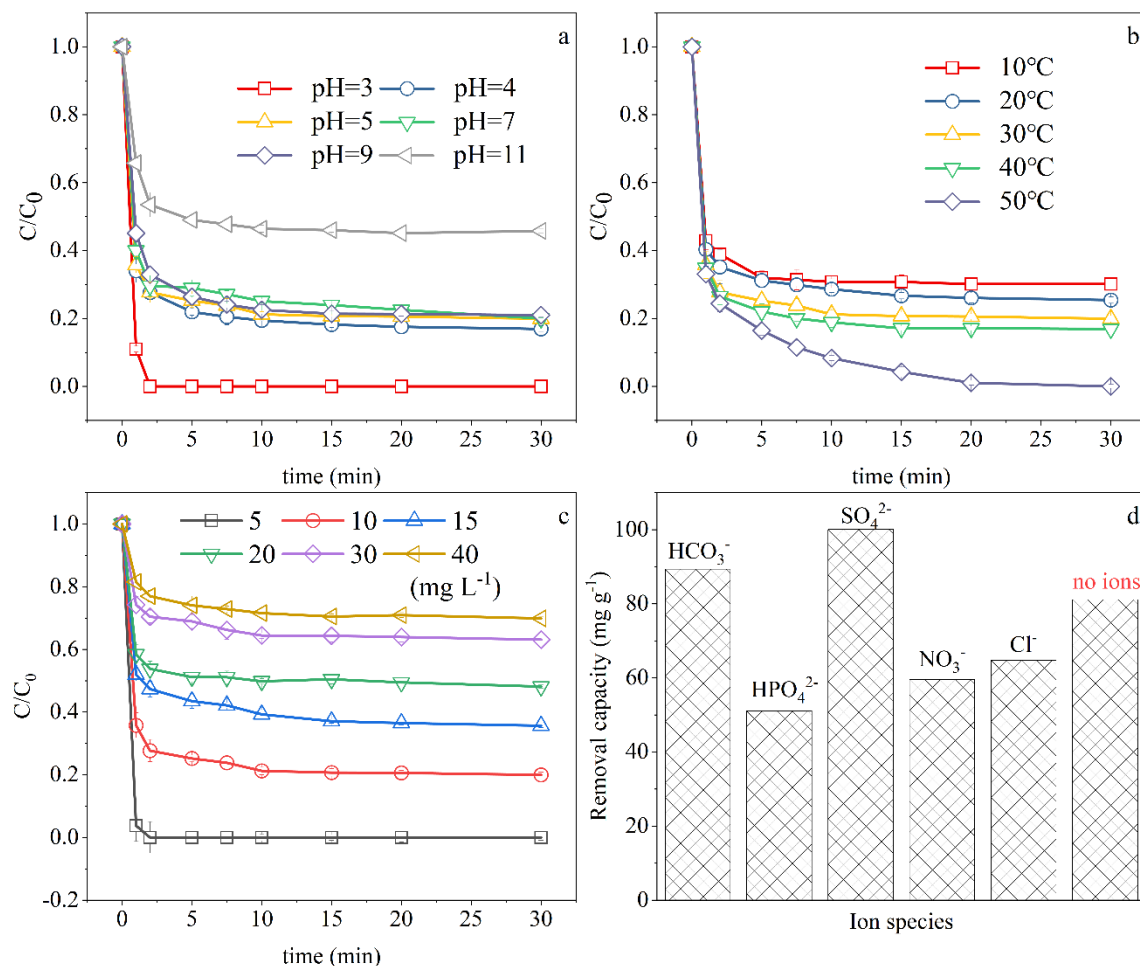 a
1.0
0.8
0.6
0.4
0.2
0.0
C/C₀
pH=3 pH=4
pH=5 pH=7
pH=9 pH=11
0 5 10 15 20 25 30
time (min)
b
1.0
0.8
0.6
0.4
0.2
0.0
C/C₀
10℃
20℃
30℃
40℃
50℃
0 5 10 15 20 25 30
time (min)
c
1.0
0.8
0.6
0.4
0.2
0.0
-0.2
C/C₀
5 10 15
20 30 40
(mg L⁻¹)
0 5 10 15 20 25 30
time (min)
d
100
80
60
40
20
0
Removal capacity (mg g⁻¹)
HCO₃⁻
HPO₄²⁻
SO₄²⁻
NO₃⁻
Cl⁻
no ions
Ion species